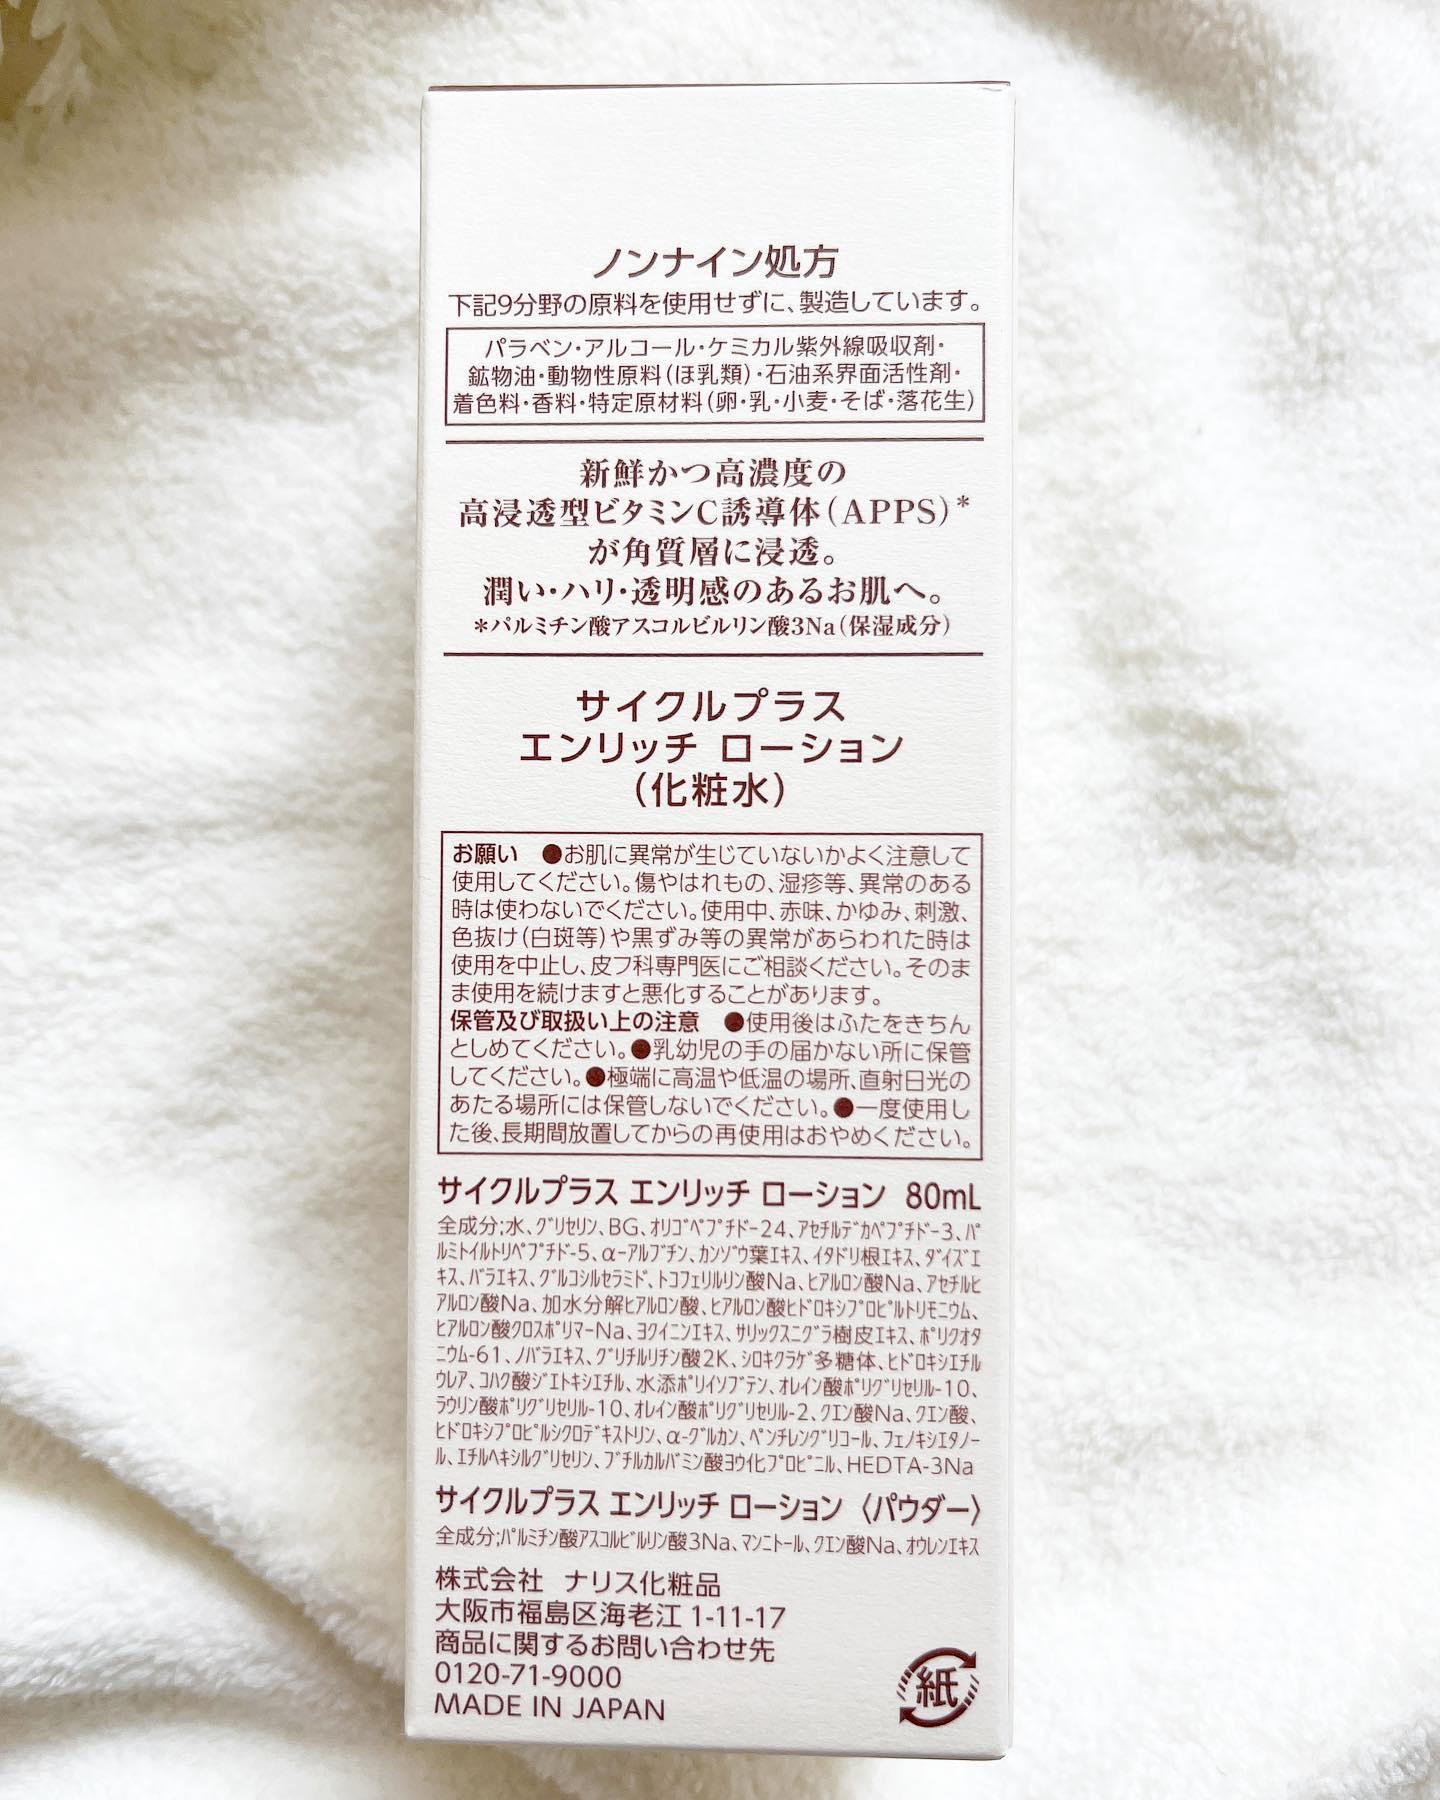 ノンナイン処方
下記9分野の原料を使用せずに、製造しています。
パラベン・アルコール・ケミカル紫外線吸収剤・
鉱物油・動物性原料(ほ乳類)・石油系界面活性剤・
着色料・香料・特定原材料(卵・乳・小麦・そば・落花生)
新鮮かつ高濃度の
高浸透型ビタミンC誘導体(APPS)*
が角質層に浸透。
潤い・ハリ・透明感のあるお肌へ。
*パルミチン酸アスコルビルリン酸3Na(保湿成分)
サイクルプラス
エンリッチ ローション
(化粧水)
お願い ●お肌に異常が生じていないかよく注意して
使用してください。傷やはれもの、湿疹等、異常のある
時は使わないでください。使用中、赤味、かゆみ、刺激、
色抜け(白斑等)や黒ずみ等の異常があらわれた時は
使用を中止し、皮フ科専門医にご相談ください。そのま
ま使用を続けますと悪化することがあります。
保管及び取扱い上の注意 ●使用後はふたをきちん
としめてください。●乳幼児の手の届かない所に保管
してください。●極端に高温や低温の場所、直射日光の
あたる場所には保管しないでください。●一度使用し
た後、長期間放置してからの再使用はおやめください。
サイクルプラス エンリッチ ローション 80mL
全成分;水、ｸﾞﾘｾﾘﾝ、BG、ｵﾘｺﾞﾍﾟﾌﾟﾁﾄﾞ-24、ｱｾﾁﾙﾃﾞｶﾍﾟﾌﾟﾁﾄﾞ-3、ﾊﾟ
ﾙﾐﾄｲﾙﾄﾘﾍﾟﾌﾟﾁﾄﾞ-5、α-ｱﾙﾌﾞﾁﾝ、ｶﾝｿﾞｳ葉ｴｷｽ、ｲﾀﾄﾞﾘ根ｴｷｽ、ﾀﾞｲｽﾞｴ
ｷｽ、ﾊﾞﾗｴｷｽ、ｸﾞﾙｺｼﾙｾﾗﾐﾄﾞ、ﾄｺﾌｪﾘﾙﾘﾝ酸Na、ﾋｱﾙﾛﾝ酸Na、ｱｾﾁﾙﾋ
ｱﾙﾛﾝ酸Na、加水分解ﾋｱﾙﾛﾝ酸、ﾋｱﾙﾛﾝ酸ﾋﾄﾞﾛｷｼﾌﾟﾛﾋﾟﾙﾄﾘﾓﾆｳﾑ、
ﾋｱﾙﾛﾝ酸ｸﾛｽﾎﾟﾘﾏｰNa、ﾖｸｲﾆﾝｴｷｽ、ｻﾘｯｸｽﾆｸﾞﾗ樹皮ｴｷｽ、ﾎﾟﾘｸｵﾀ
ﾆｳﾑ-61、ﾉﾊﾞﾗｴｷｽ、ｸﾞﾘﾁﾙﾘﾁﾝ酸2K、ｼﾛｷｸﾗｹﾞ多糖体、ﾋﾄﾞﾛｷｼｴﾁﾙ
ｳﾚｱ、ｺﾊｸ酸ｼﾞｴﾄｷｼｴﾁﾙ、水添ﾎﾟﾘｲｿﾌﾞﾃﾝ、ｵﾚｲﾝ酸ﾎﾟﾘｸﾞﾘｾﾘﾙ-10、
ﾗｳﾘﾝ酸ﾎﾟﾘｸﾞﾘｾﾘﾙ-10、ｵﾚｲﾝ酸ﾎﾟﾘｸﾞﾘｾﾘﾙ-2、ｸｴﾝ酸Na、ｸｴﾝ酸、
ﾋﾄﾞﾛｷｼﾌﾟﾛﾋﾟﾙｼｸﾛﾃﾞｷｽﾄﾘﾝ、α-ｸﾞﾙｶﾝ、ﾍﾟﾝﾁﾚﾝｸﾞﾘｺｰﾙ、ﾌｪﾉｷｼｴﾀﾉｰ
ﾙ、ｴﾁﾙﾍｷｼﾙｸﾞﾘｾﾘﾝ、ﾌﾞﾁﾙｶﾙﾊﾞﾐﾝ酸ﾖｳ化ﾌﾟﾛﾋﾟﾆﾙ、HEDTA-3Na
サイクルプラス エンリッチ ローション 〈パウダー〉
全成分;ﾊﾟﾙﾐﾁﾝ酸ｱｽｺﾙﾋﾞﾙﾘﾝ酸3Na、ﾏﾝﾆﾄｰﾙ、ｸｴﾝ酸Na、ｵｳﾚﾝｴｷｽ
株式会社 ナリス化粧品
大阪市福島区海老江 1-11-17
商品に関するお問い合わせ先
0120-71-9000
MADE IN JAPAN
紙